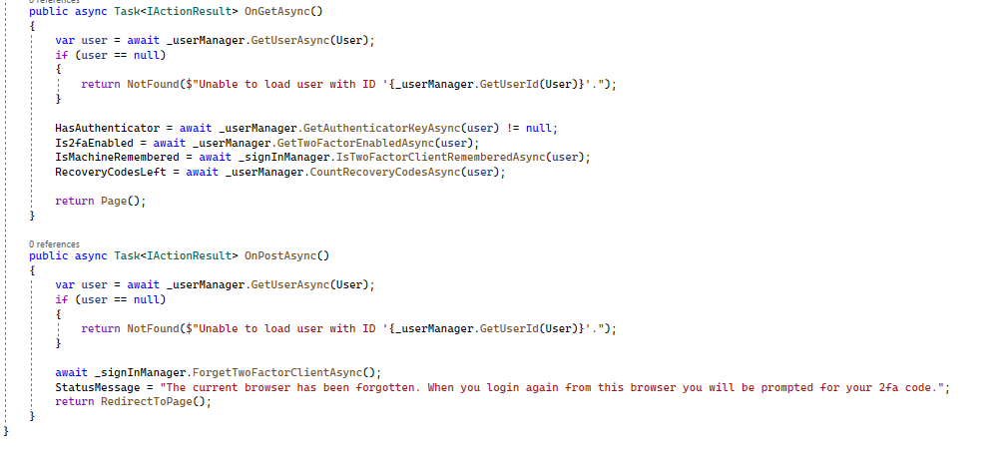 0 references
public async Task<IActionResult> OnGetAsync()
{
var user = await _userManager.GetUserAsync(User);
if (user == null)
{
return NotFound($"Unable to load user with ID '{_userManager.GetUserId(User)}'.");
}
HasAuthenticator = await _userManager.GetAuthenticatorKeyAsync(user) != null;
Is2faEnabled = await _userManager.GetTwoFactorEnabledAsync(user);
IsMachineRemembered = await _signInManager.IsTwoFactorClientRememberedAsync(user);
RecoveryCodesLeft = await _userManager.CountRecoveryCodesAsync(user);
return Page();
}
0 references
public async Task<IActionResult> OnPostAsync()
{
var user = await _userManager.GetUserAsync(User);
if (user == null)
{
return NotFound($"Unable to load user with ID '{_userManager.GetUserId(User)}'.");
}
await _signInManager.ForgetTwoFactorClientAsync();
StatusMessage = "The current browser has been forgotten. When you login again from this browser you will be prompted for your 2fa code.";
return RedirectToPage();
}
}